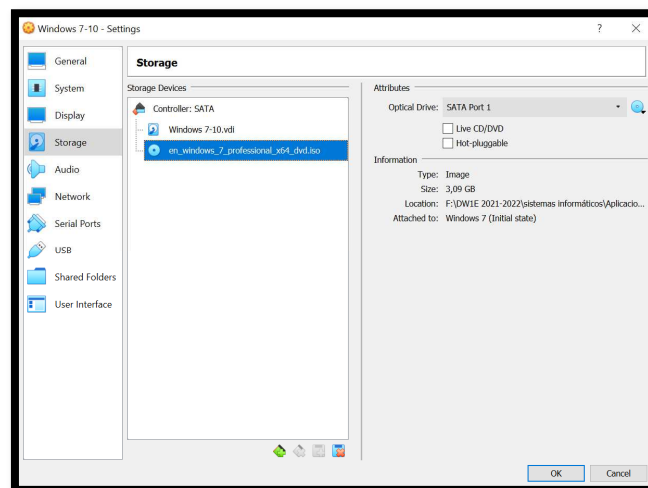 Windows 7-10 - Settings
?
General
System
Display
Storage
Audio
Network
Serial Ports
USB
Shared Folders
User Interface
Storage
Storage Devices
Controller: SATA
Windows 7-10.vdi
en_windows_7_professional_x64_dvd.iso
Attributes
Optical Drive: SATA Port 1
Live CD/DVD
Hot-pluggable
Information
Type: Image
Size: 3,09 GB
Location: F:\DW1E 2021-2022\sistemas informáticos\Aplicacio...
Attached to: Windows 7 (Initial state)
OK Cancel